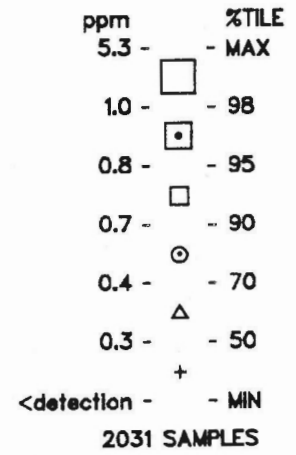 ppm %TILE
5.3 - - MAX
1.0 - - 98
0.8 - - 95
0.7 - - 90
0.4 - - 70
0.3 - - 50
<detection - - MIN
2031 SAMPLES